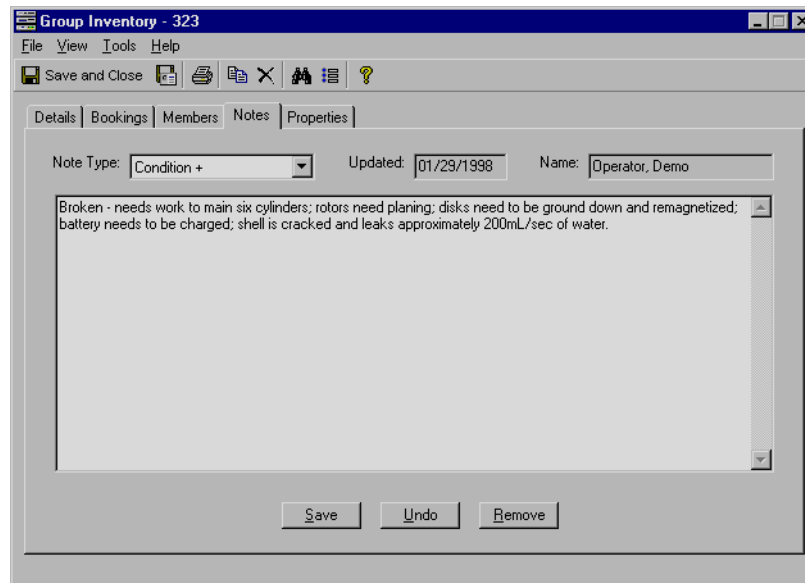 Group Inventory - 323
File View Tools Help
Save and Close
Details Bookings Members Notes Properties
Note Type: Condition + Updated: 01/29/1998 Name: Operator, Demo
Broken - needs work to main six cylinders; rotors need planing; disks need to be ground down and remagnetized;
battery needs to be charged; shell is cracked and leaks approximately 200mL/sec of water.
Save Undo Remove